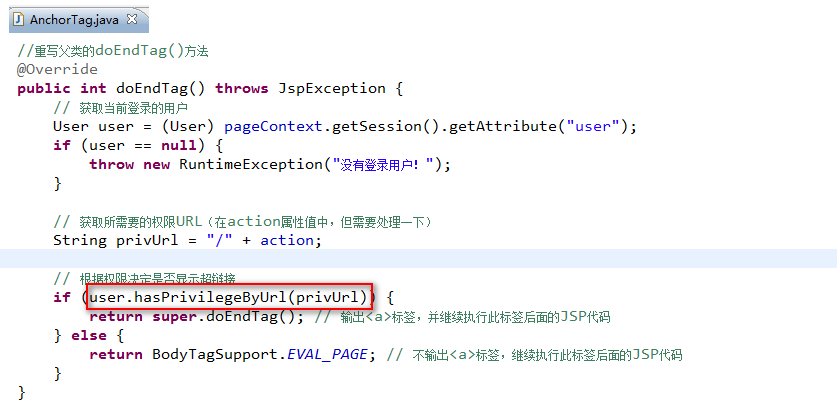 AnchorTag.java
//重写父类的doEndTag()方法
@Override
public int doEndTag() throws JspException {
// 获取当前登录的用户
User user = (User) pageContext.getSession().getAttribute("user");
if (user == null) {
throw new RuntimeException("没有登录用户! ");
}
// 获取所需要的权限URL（在action属性值中，但需要处理一下）
String privUrl = "/" + action;
// 根据权限决定是否显示超链接
if (user.hasPrivilegeByUrl(privUrl)) {
return super.doEndTag(); // 输出<a>标签，并继续执行此标签后面的JSP代码
} else {
return BodyTagSupport.EVAL_PAGE; // 不输出<a>标签，继续执行此标签后面的JSP代码
}
}